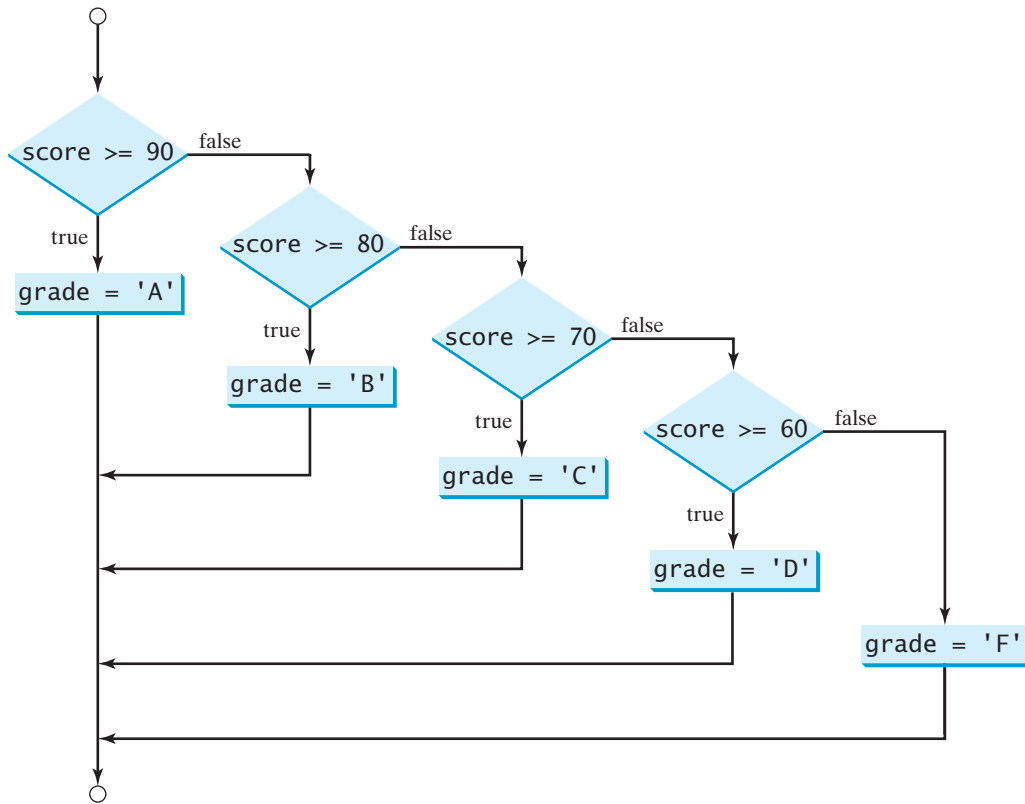 score >= 90
false
true
grade = 'A'
score >= 80
false
true
grade = 'B'
score >= 70
false
true
grade = 'C'
score >= 60
false
true
grade = 'D'
grade = 'F'